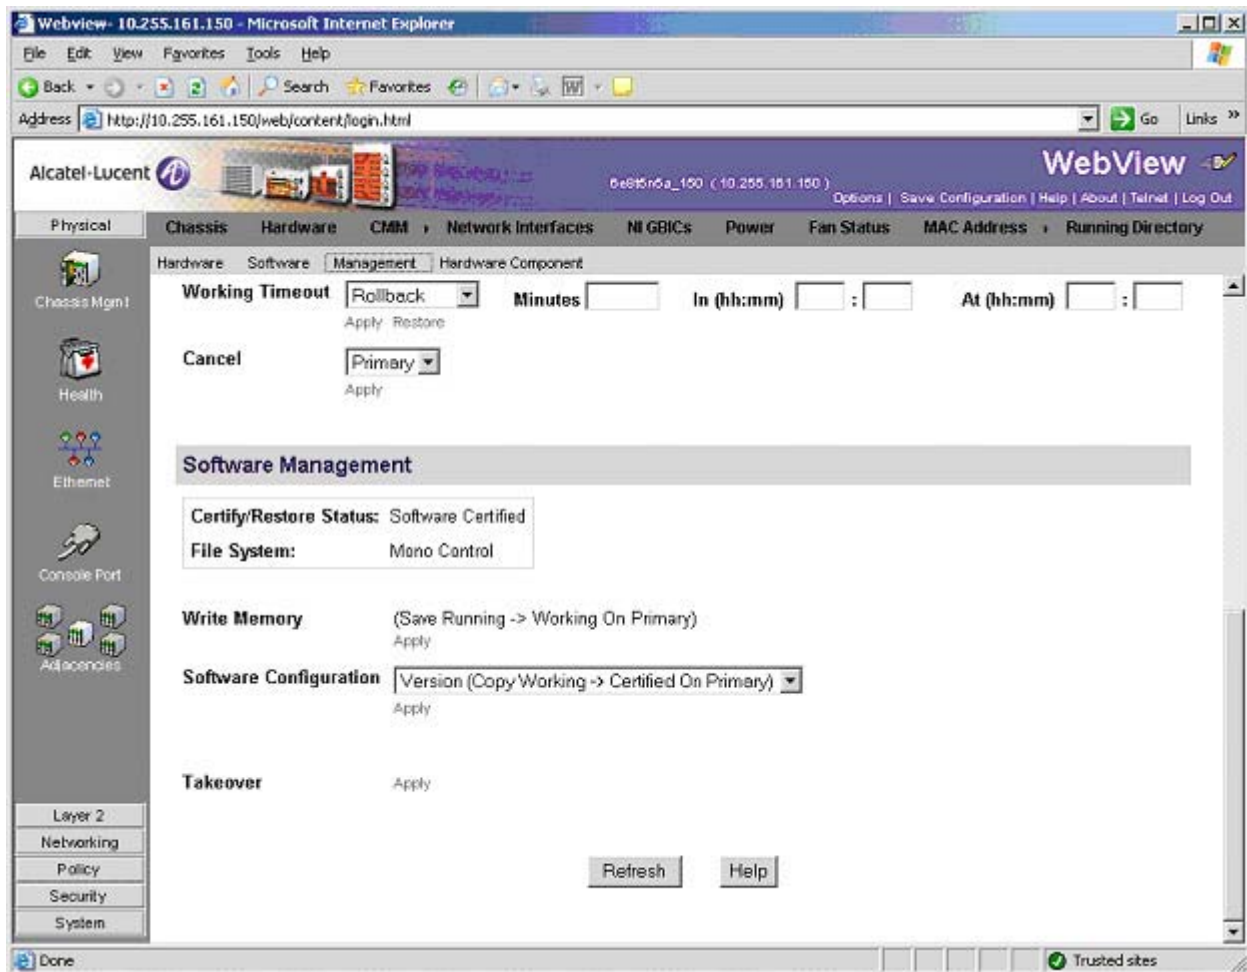 Webview- 10.255.161.150 - Microsoft Internet Explorer
File Edit View Favorites Tools Help
Back Search Favorites
Address http://10.255.161.150/web/content/login.html Go Links »
Alcatel·Lucent WebView
6e8t5n6a_150 ( 10.255.161.150 )
Options | Save Configuration | Help | About | Telnet | Log Out
Physical Chassis Hardware CMM Network Interfaces NI GBICs Power Fan Status MAC Address Running Directory
Hardware Software Management Hardware Component
Chassis Mgmt
Health
Ethernet
Console Port
Adjacencies
Layer 2
Networking
Policy
Security
System
Working Timeout Rollback Minutes In (hh:mm) : At (hh:mm) :
Apply Restore
Cancel Primary
Apply
Software Management
Certify/Restore Status: Software Certified
File System: Mono Control
Write Memory (Save Running -> Working On Primary)
Apply
Software Configuration Version (Copy Working -> Certified On Primary)
Apply
Takeover Apply
Refresh Help
Done Trusted sites